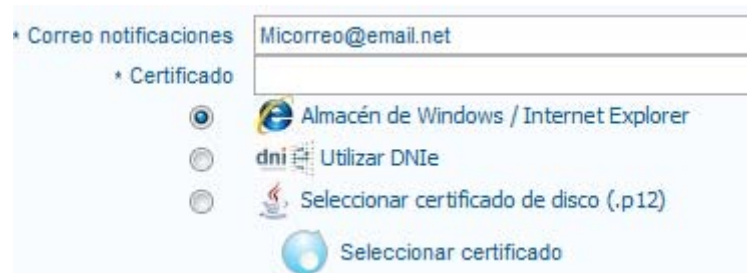 * Correo notificaciones Micorreo@email.net
* Certificado
Almacén de Windows / Internet Explorer
dni Utilizar DNIe
Seleccionar certificado de disco (.p12)
Seleccionar certificado